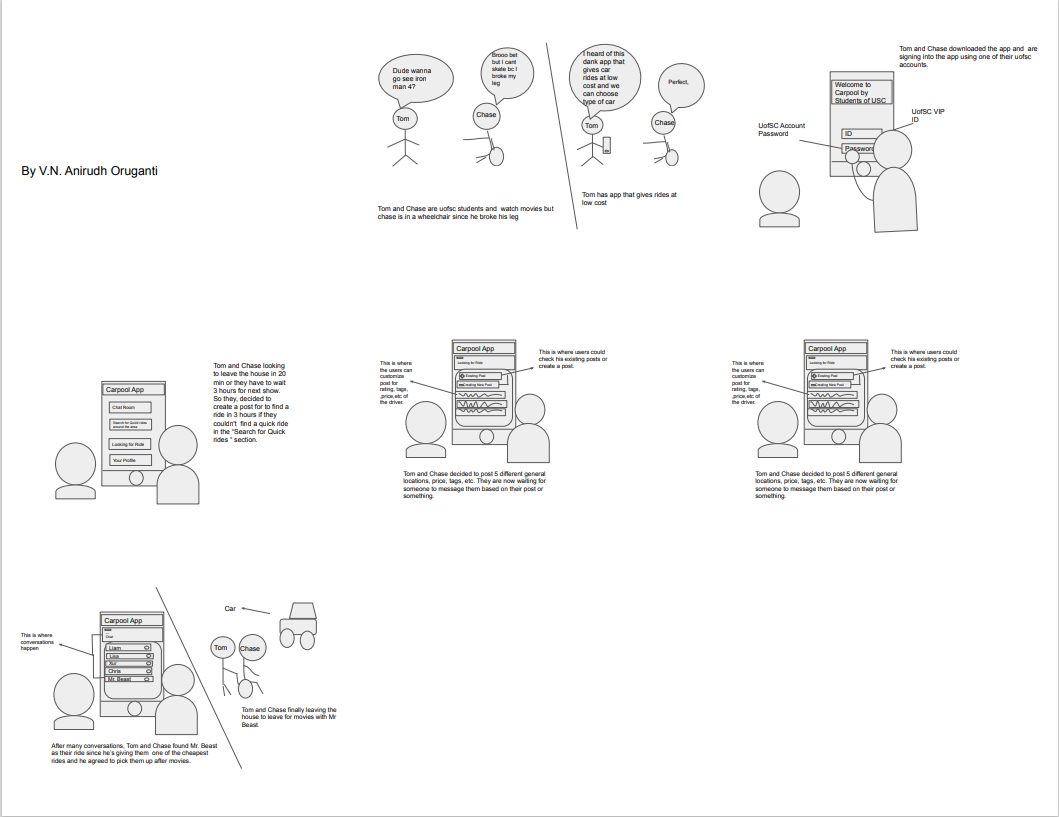 By V.N. Anirudh Oruganti
Dude wanna
go see iron
man 4?
Brooo bet
but I cant
skate bc I
broke my
leg
Tom
Chase
Tom and Chase are uofsc students and watch movies but
chase is in a wheelchair since he broke his leg
I heard of this
dank app that
gives car
rides at low
cost and we
can choose
type of car
Perfect,
Tom
Chase
Tom has app that gives rides at
low cost
Tom and Chase downloaded the app and are
signing into the app using one of their uofsc
accounts.
Welcome to
Carpool by
Students of USC
UofSC Account
Password
UofSC VIP
ID
ID
Password
Carpool App
Chat Room
Search for Quick rides
around the area
Looking for Ride
Your Profile
Tom and Chase looking
to leave the house in 20
min or they have to wait
3 hours for next show.
So they, decided to
create a post for to find a
ride in 3 hours if they
couldn't find a quick ride
in the "Search for Quick
rides " section.
This is where
the users can
customize
post for
rating, tags,
,price,etc of
the driver.
Carpool App
Looking for Ride
Existing Post
Creating New Post
This is where users could
check his existing posts or
create a post.
Tom and Chase decided to post 5 different general
locations, price, tags, etc. They are now waiting for
someone to message them based on their post or
something.
This is where
the users can
customize
post for
rating, tags,
,price,etc of
the driver.
Carpool App
Looking for Ride
Existing Post
Creating New Post
This is where users could
check his existing posts or
create a post.
Tom and Chase decided to post 5 different general
locations, price, tags, etc. They are now waiting for
someone to message them based on their post or
something.
This is where
conversations
happen
Carpool App
Chat
Liam
Lisa
Chris
Mr. Beast
After many conversations, Tom and Chase found Mr. Beast
as their ride since he's giving them one of the cheapest
rides and he agreed to pick them up after movies.
Car
Tom
Chase
Tom and Chase finally leaving the
house to leave for movies with Mr
Beast.